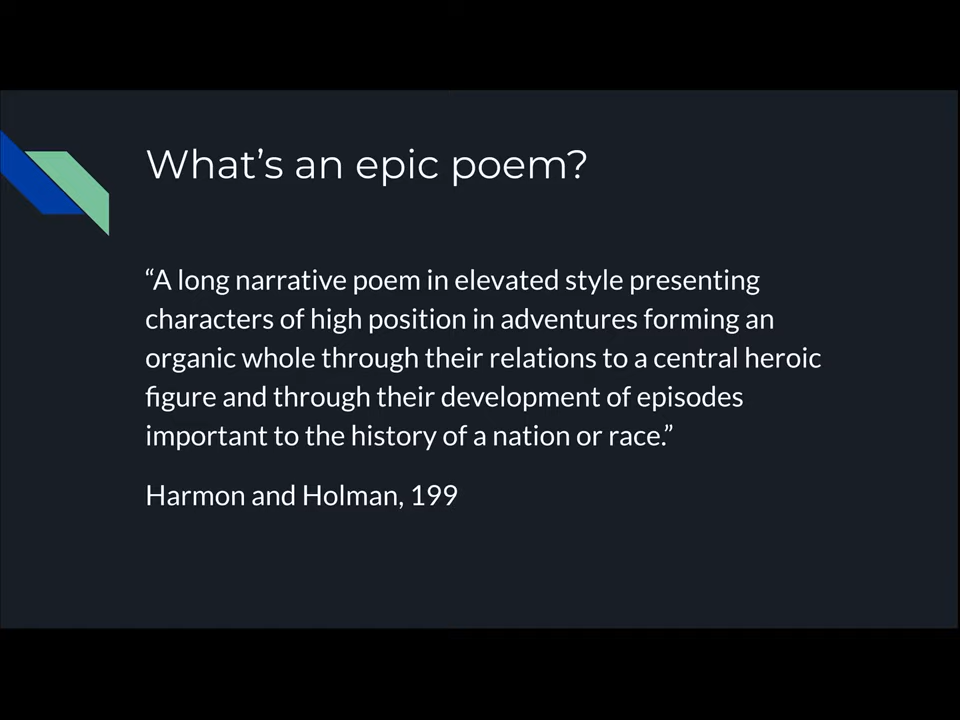 What’s an epic poem?
“A long narrative poem in elevated style presenting
characters of high position in adventures forming an
organic whole through their relations to a central heroic
figure and through their development of episodes
important to the history of a nation or race.”
Harmon and Holman, 199